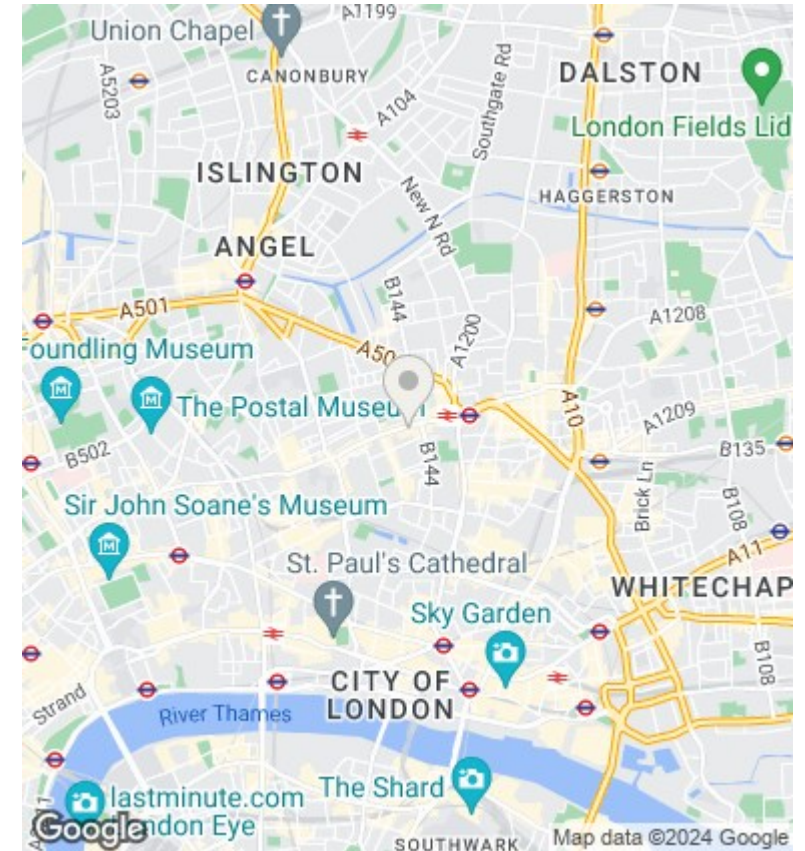 A1199
Union Chapel
CANONBURY
A5203
A104
Southgate Rd
DALSTON
London Fields Lid
ISLINGTON
New N Rd
HAGGERSTON
ANGEL
B144
A501
A1200
A1208
Foundling Museum
A50
The Postal Museum
A10
A1209
B502
B144
B135
Brick Ln
B108
Sir John Soane's Museum
A11
St. Paul's Cathedral
WHITECHAP
Sky Garden
B108
CITY OF
LONDON
Strand
River Thames
The Shard
lastminute.com
London Eye
Google
SOUTHWARK
Map data ©2024 Google